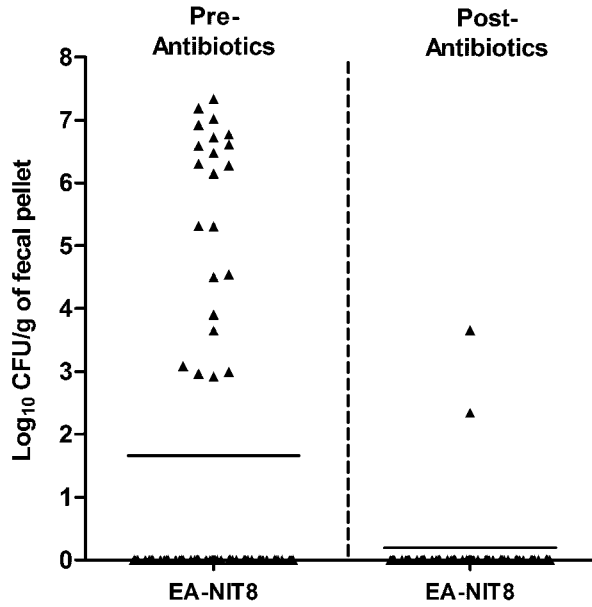 Pre-
Antibiotics
Post-
Antibiotics
Log₁₀ CFU/g of fecal pellet
8
7
6
5
4
3
2
1
0
EA-NIT8
EA-NIT8